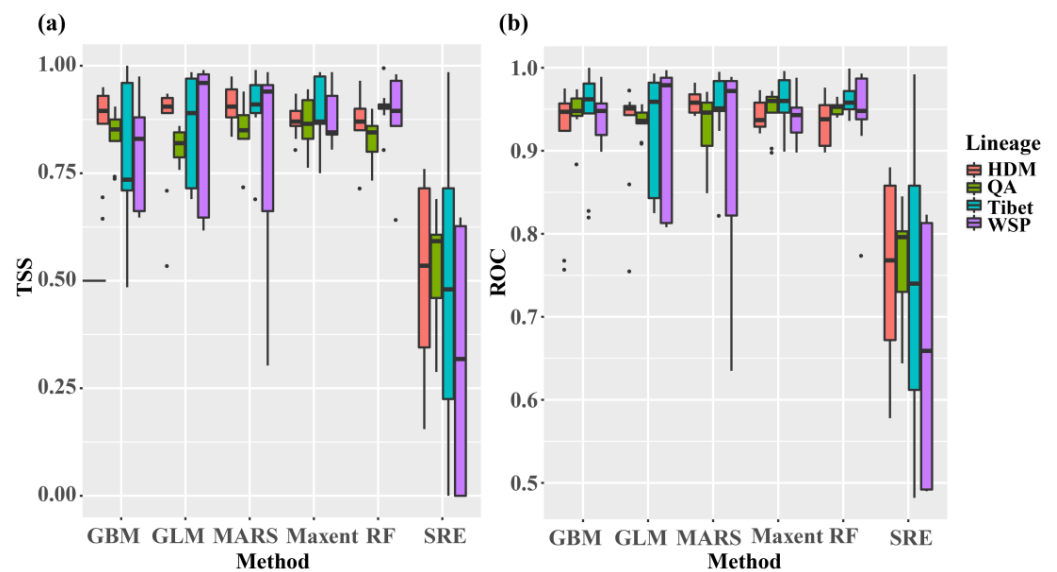 (a)
TSS
1.00
0.75
0.50
0.25
0.00
GBM GLM MARS Maxent RF SRE
Method
(b)
ROC
1.0
0.9
0.8
0.7
0.6
0.5
GBM GLM MARS Maxent RF SRE
Method
Lineage
HDM
QA
Tibet
WSP